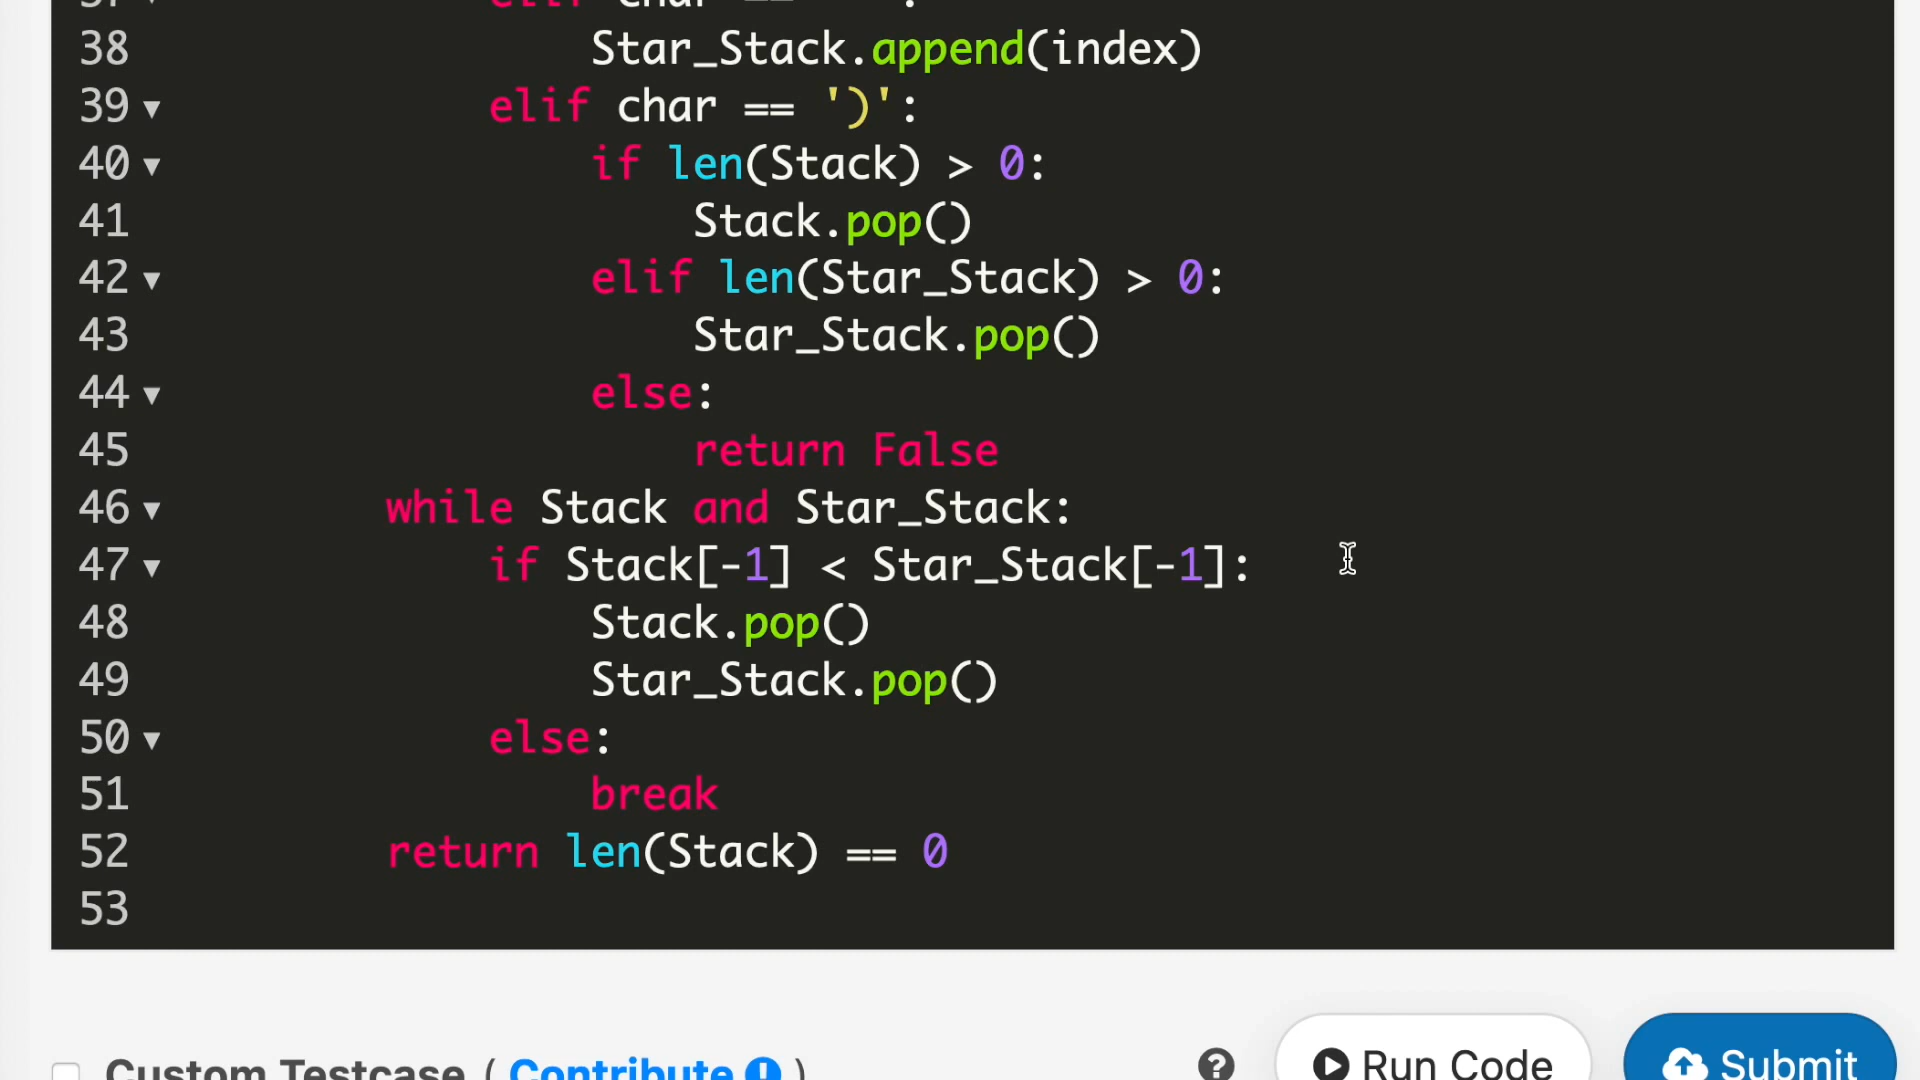 37 elif char == :
38 Star_Stack.append(index)
39 elif char == ')':
40 if len(Stack) > 0:
41 Stack.pop()
42 elif len(Star_Stack) > 0:
43 Star_Stack.pop()
44 else:
45 return False
46 while Stack and Star_Stack:
47 if Stack[-1] < Star_Stack[-1]:
48 Stack.pop()
49 Star_Stack.pop()
50 else:
51 break
52 return len(Stack) == 0
53
Custom Testcase ( Contribute ) ? Run Code Submit